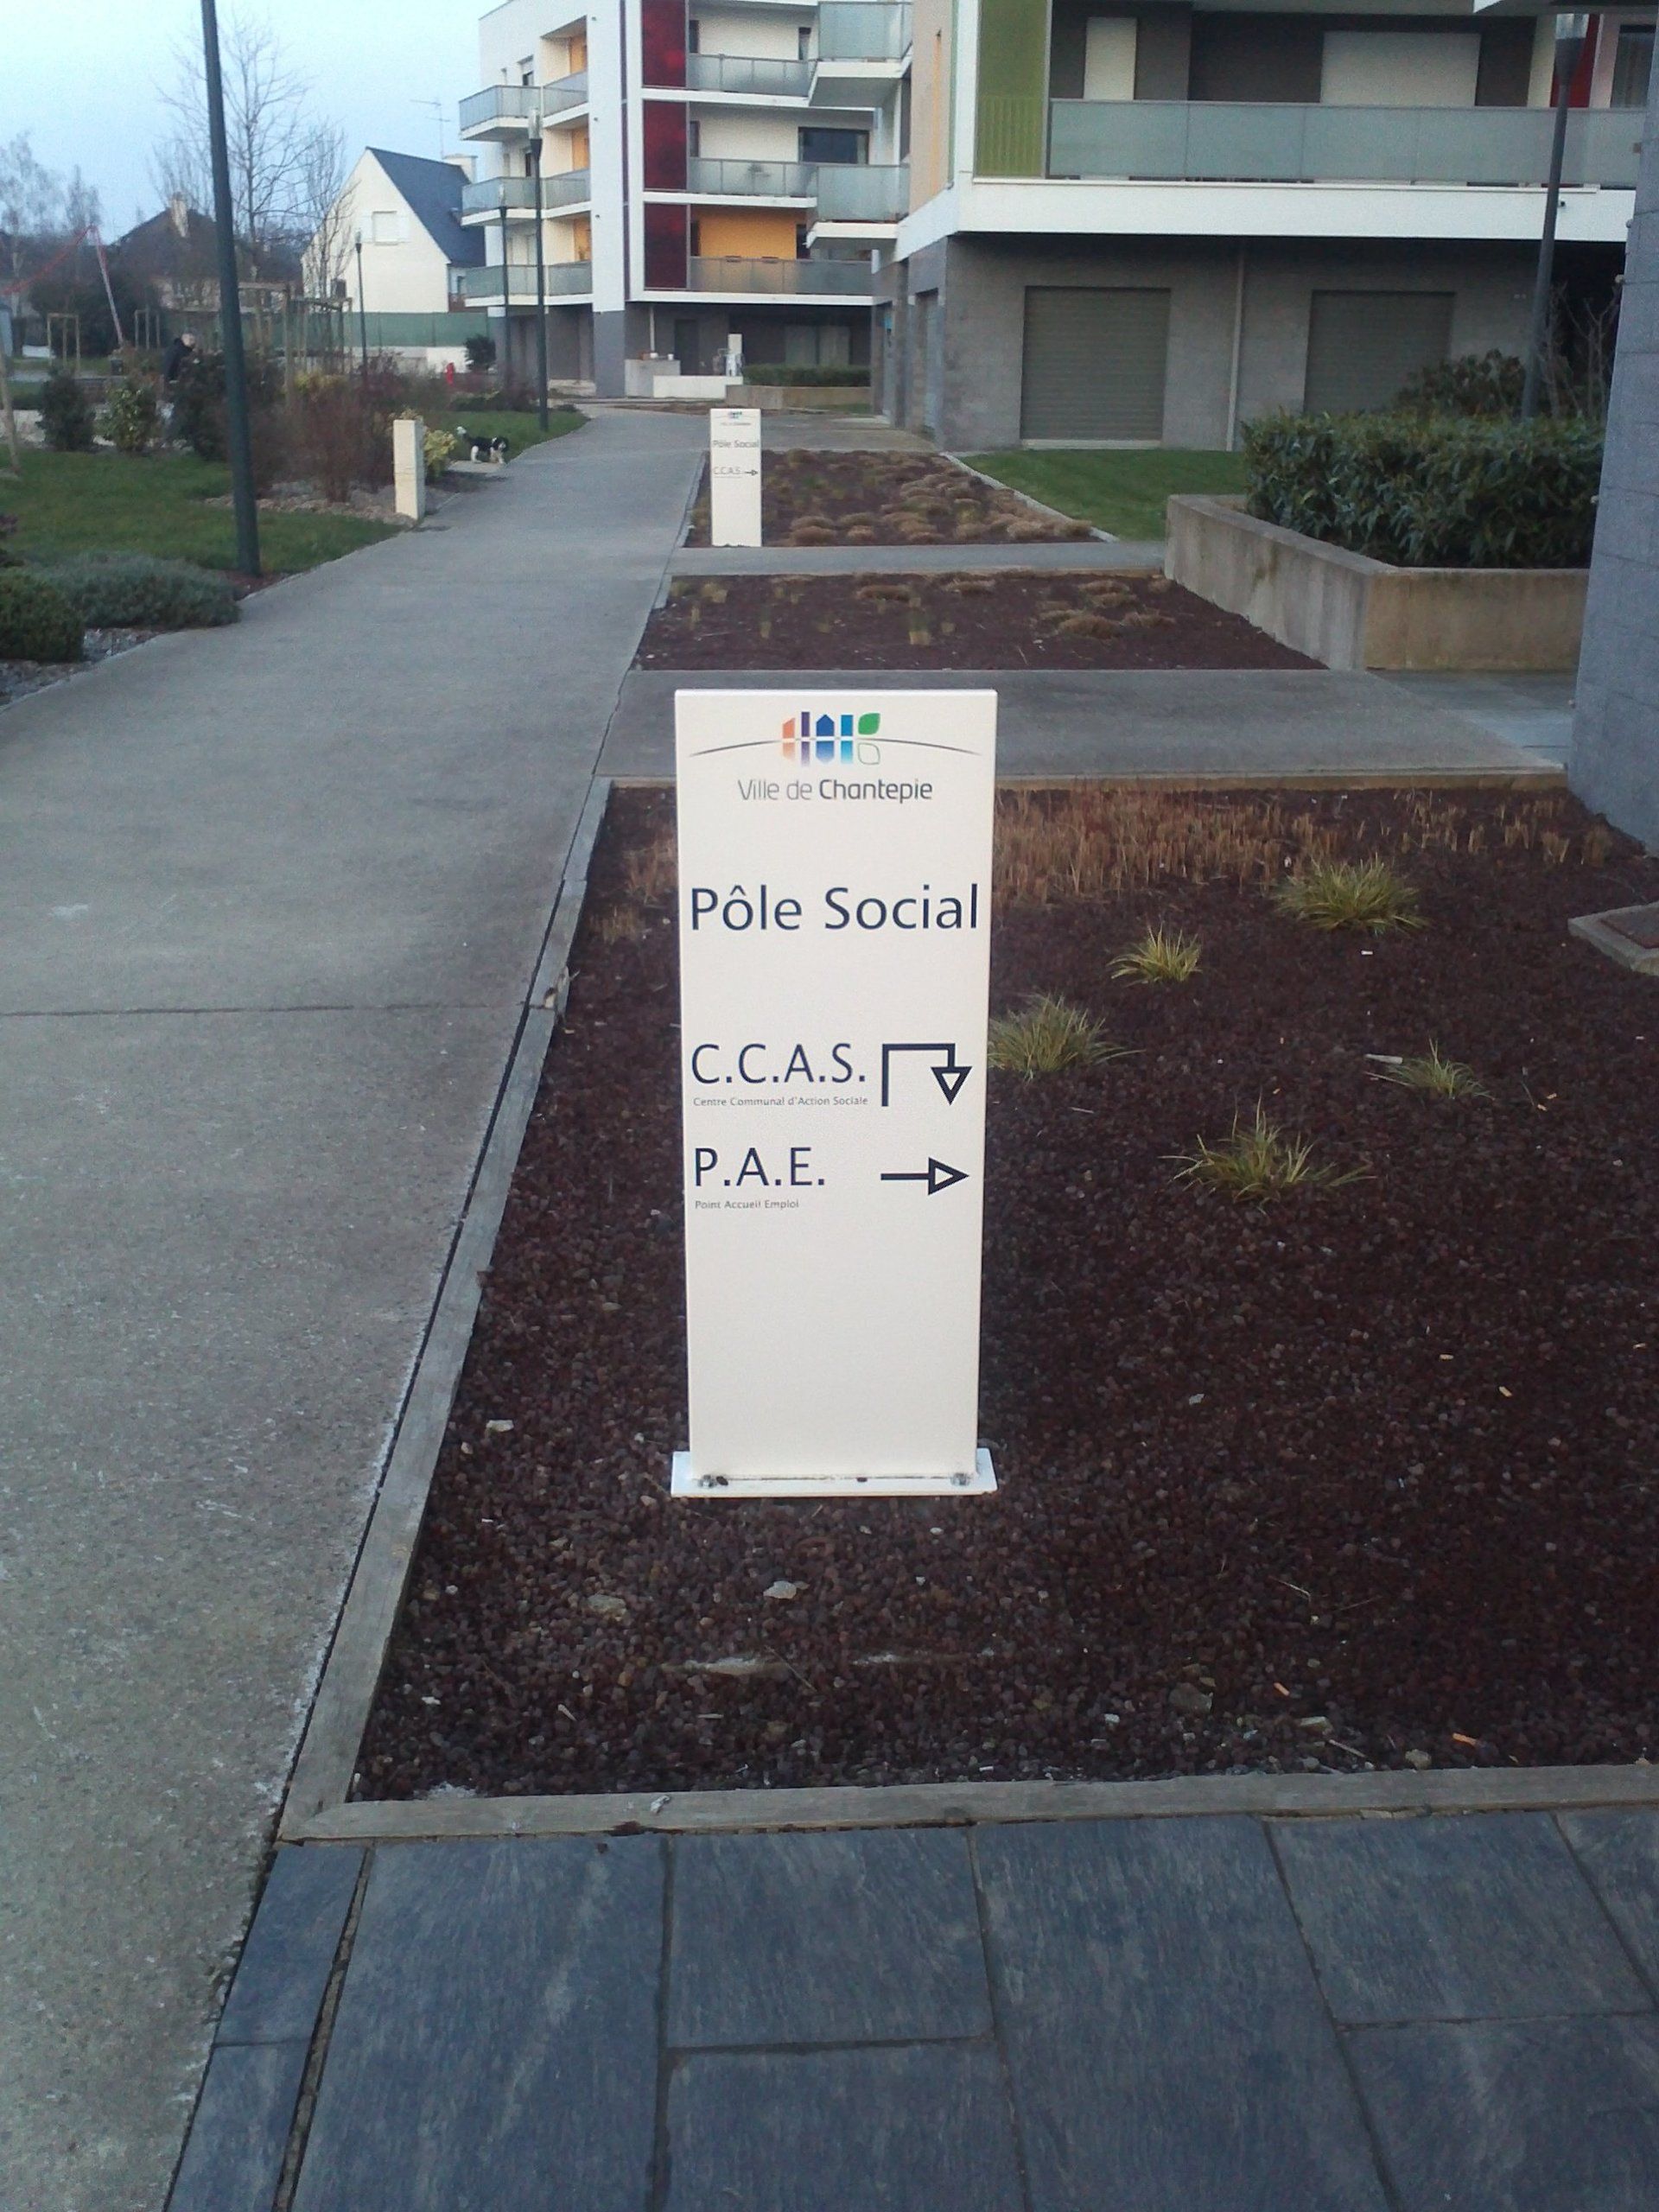 Ville de Chantepie
Pôle Social
C.C.A.S.
Centre Communal d'Action Sociale
P.A.E.
Point Accueil Emploi
Pôle Social
C.C.A.S.